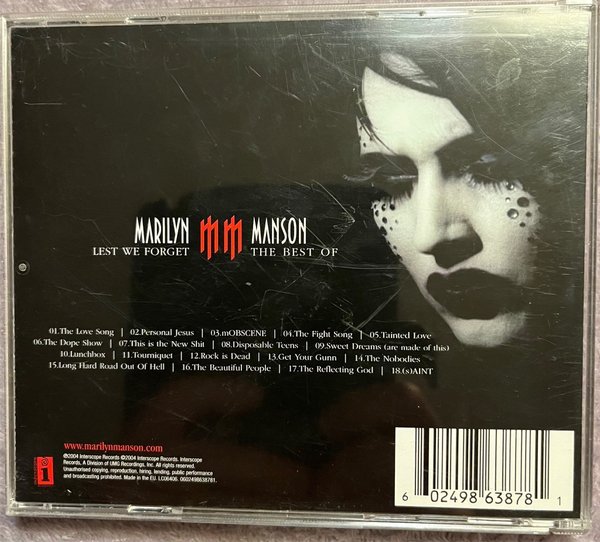 MARILYN MANSON
LEST WE FORGET THE BEST OF
01.The Love Song | 02.Personal Jesus | 03.mOBSCENE | 04.The Fight Song | 05.Tainted Love
06.The Dope Show | 07.This is the New Shit | 08.Disposable Teens | 09.Sweet Dreams (are made of this)
10.Lunchbox | 11.Tourniquet | 12.Rock is Dead | 13.Get Your Gunn | 14.The Nobodies
15.Long Hard Road Out Of Hell | 16.The Beautiful People | 17.The Reflecting God | 18.(s)AINT
www.marilynmanson.com
℗2004 Interscope Records ©2004 Interscope Records. Interscope
Records, A Division of UMG Recordings, Inc. All rights reserved.
Unauthorised copying, reproduction, hiring, lending, public performance
and broadcasting prohibited. Made in the EU. LC06406. 0602498638781.
i
6 02498 63878 1